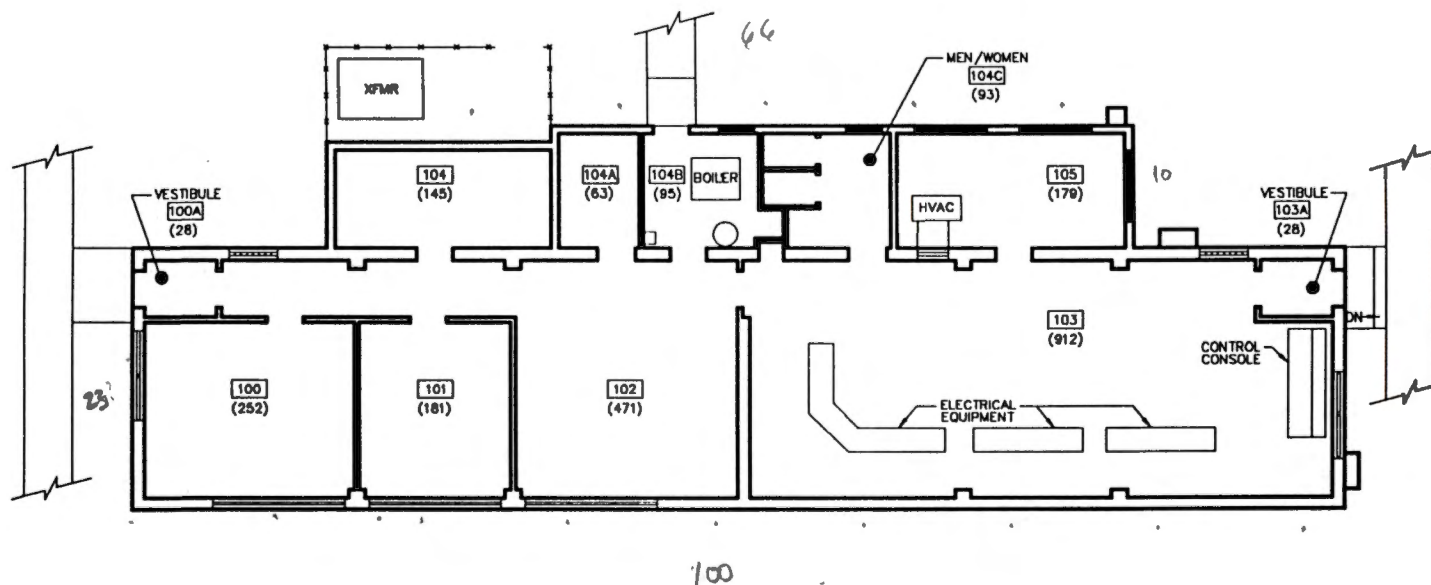 66
MEN/WOMEN
104C
(93)
XFMR
104
(145)
104A
(63)
104B
(95)
BOILER
105
(179)
10
HVAC
VESTIBULE
100A
(28)
VESTIBULE
103A
(28)
DN
103
(912)
CONTROL
CONSOLE
100
(252)
101
(181)
102
(471)
23'
ELECTRICAL
EQUIPMENT
100